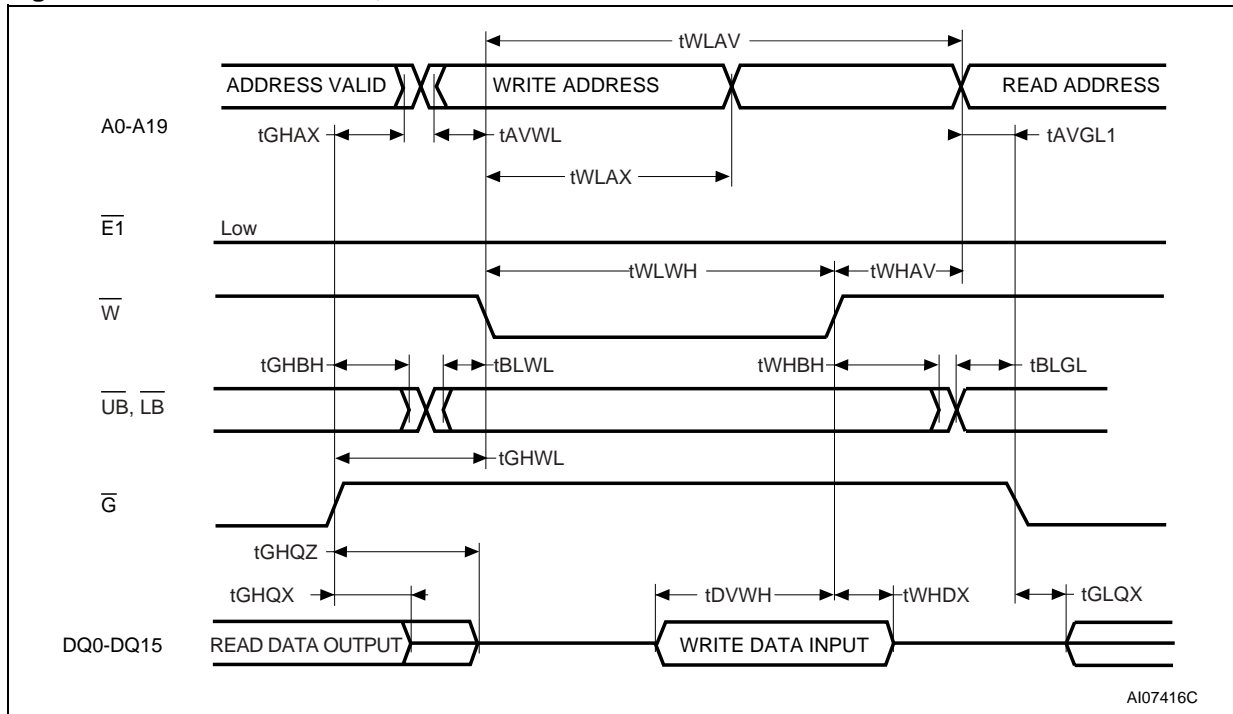 tWLAV
ADDRESS VALID
WRITE ADDRESS
READ ADDRESS
A0-A19
tGHAX
tAVWL
tAVGL1
tWLAX
E1
Low
tWLWH
tWHAV
W
tGHBH
tBLWL
tWHBH
tBLGL
UB, LB
tGHWL
G
tGHQZ
tGHQX
tDVWH
tWHDX
tGLQX
DQ0-DQ15
READ DATA OUTPUT
WRITE DATA INPUT
AI07416C